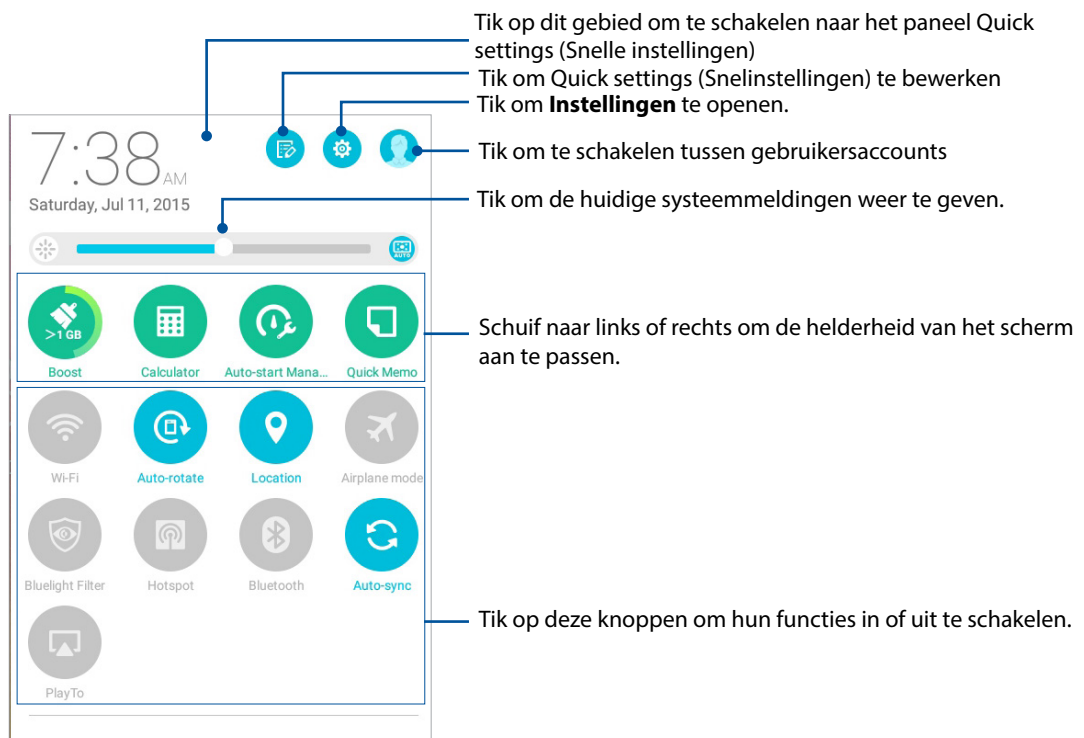 Tik op dit gebied om te schakelen naar het paneel Quick
settings (Snelle instellingen)
Tik om Quick settings (Snelinstellingen) te bewerken
Tik om Instellingen te openen.
7:38 AM
Tik om te schakelen tussen gebruikersaccounts
Saturday, Jul 11, 2015
Tik om de huidige systeemmeldingen weer te geven.
AUTO
>1 GB
Boost
Calculator
Auto-start Mana...
Quick Memo
Schuif naar links of rechts om de helderheid van het scherm
aan te passen.
Wi-Fi
Auto-rotate
Location
Airplane mode
Bluelight Filter
Hotspot
Bluetooth
Auto-sync
Tik op deze knoppen om hun functies in of uit te schakelen.
PlayTo